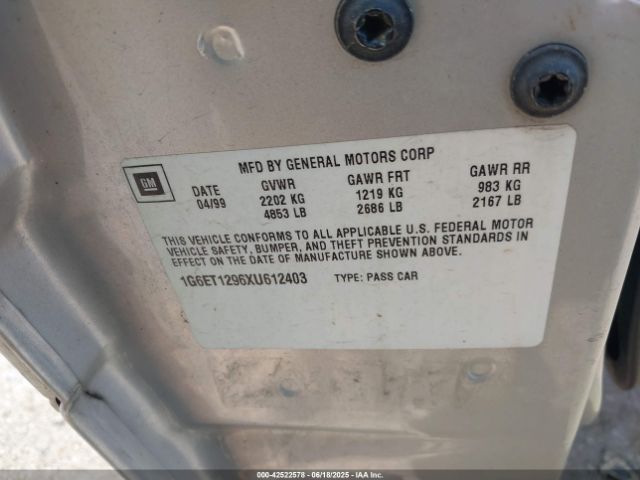 MFD BY GENERAL MOTORS CORP
GM
DATE GVWR GAWR FRT GAWR RR
04/99 2202 KG 1219 KG 983 KG
4853 LB 2686 LB 2167 LB
THIS VEHICLE CONFORMS TO ALL APPLICABLE U.S. FEDERAL MOTOR
VEHICLE SAFETY, BUMPER, AND THEFT PREVENTION STANDARDS IN
EFFECT ON THE DATE OF MANUFACTURE SHOWN ABOVE.
1G6ET1296XU612403 TYPE: PASS CAR
000-42522578 - 06/18/2025 - IAAI.COM